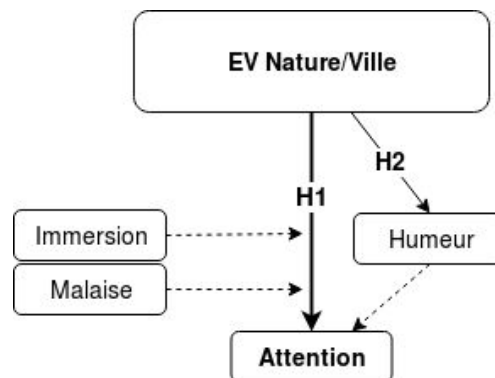 EV Nature/Ville
H2
H1
Immersion
Humeur
Malaise
Attention